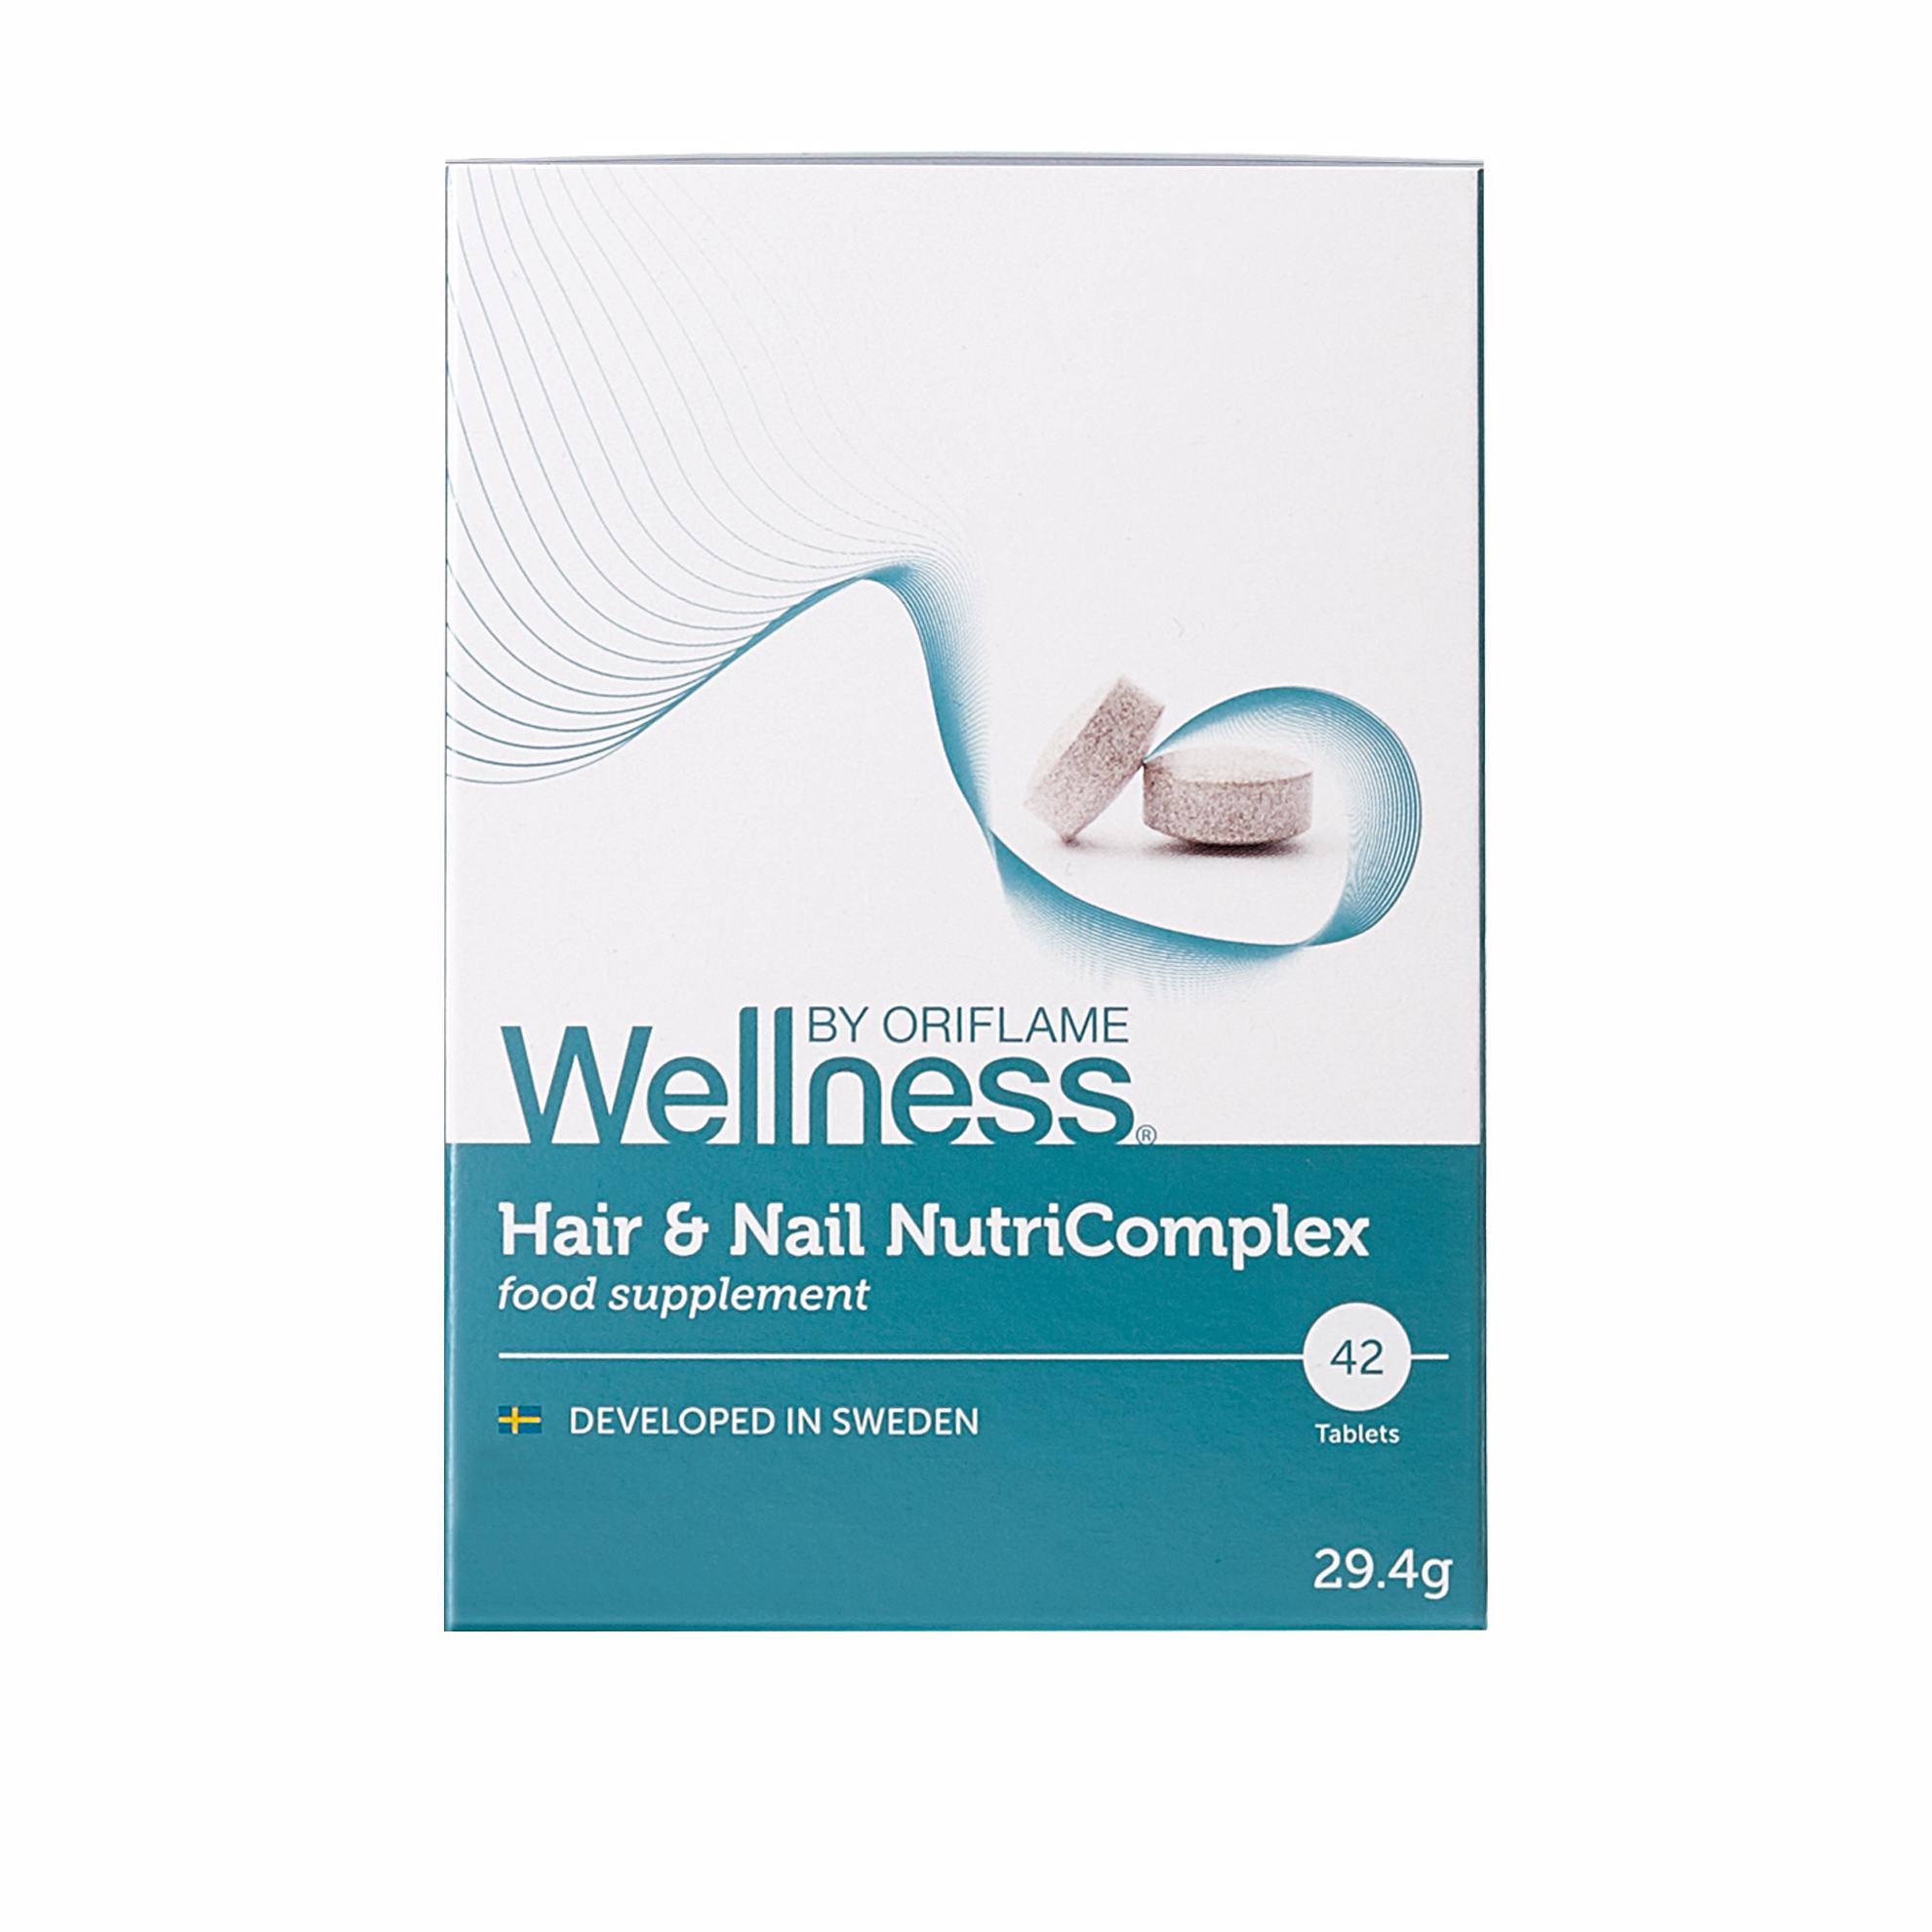 BY ORIFLAME
Wellness®
Hair & Nail NutriComplex
food supplement
42
Tablets
DEVELOPED IN SWEDEN
29.4g